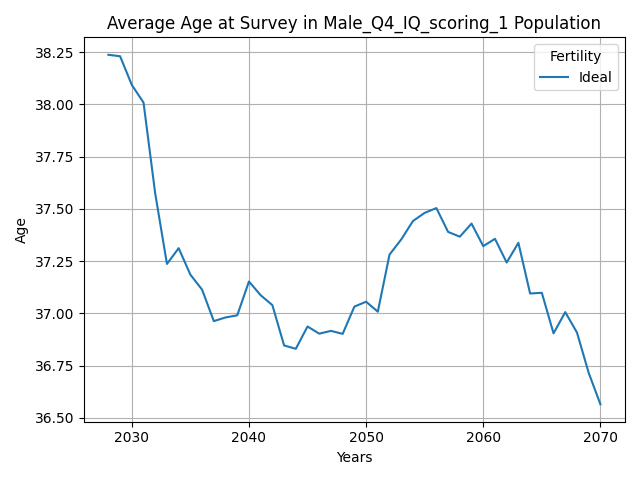 Average Age at Survey in Male_Q4_IQ_scoring_1 Population
Fertility
Ideal
38.25
38.00
37.75
37.50
37.25
37.00
36.75
36.50
Age
2030 2040 2050 2060 2070
Years